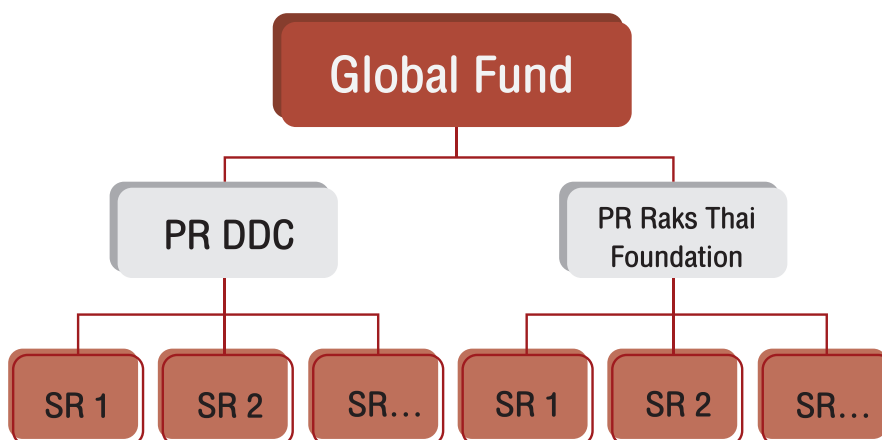 Global Fund
PR DDC
PR Raks Thai
Foundation
SR 1
SR 2
SR...
SR 1
SR 2
SR...